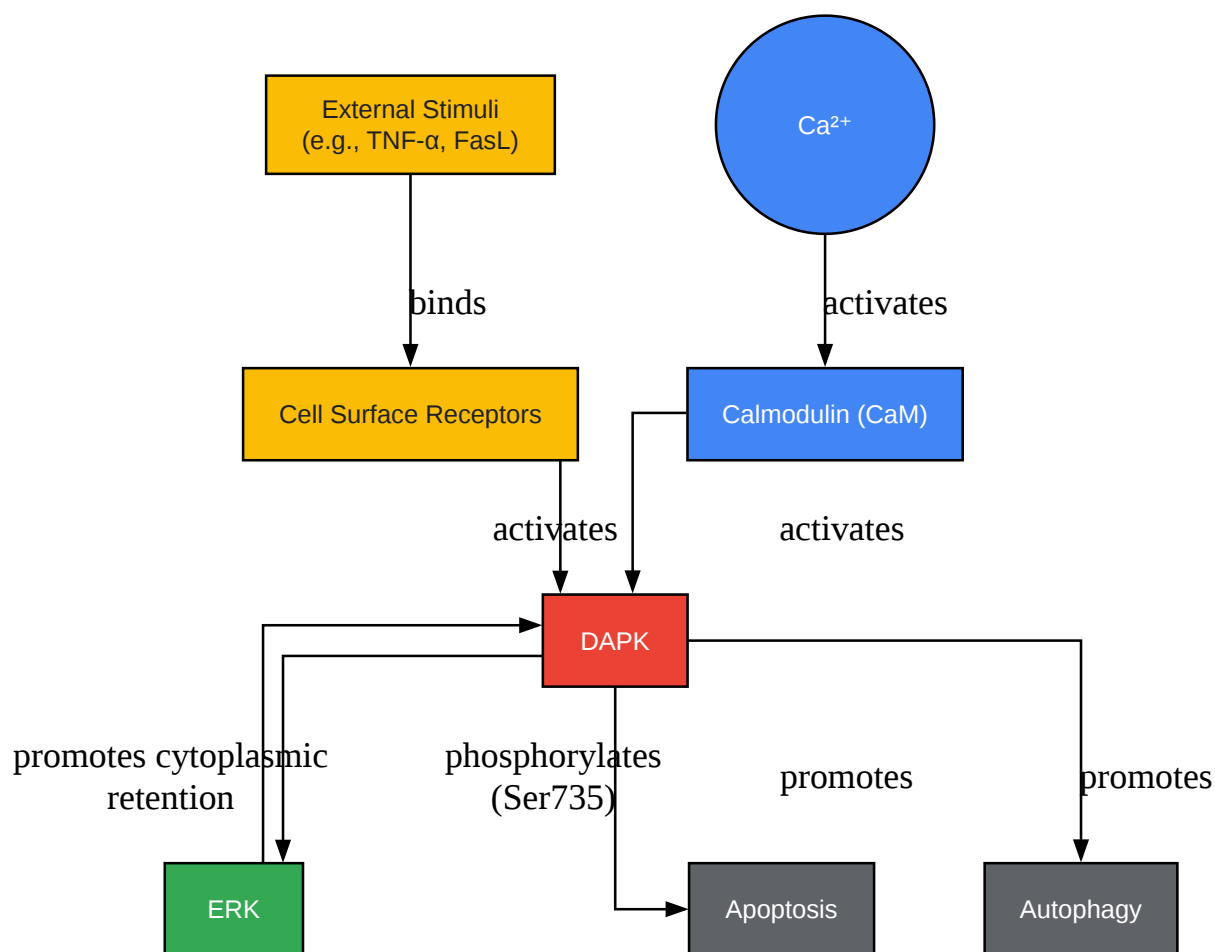 External Stimuli
(e.g., TNF-α, FasL)
Ca²⁺
binds
activates
Cell Surface Receptors
Calmodulin (CaM)
activates
activates
DAPK
promotes cytoplasmic
retention
phosphorylates
(Ser735)
promotes
promotes
ERK
Apoptosis
Autophagy